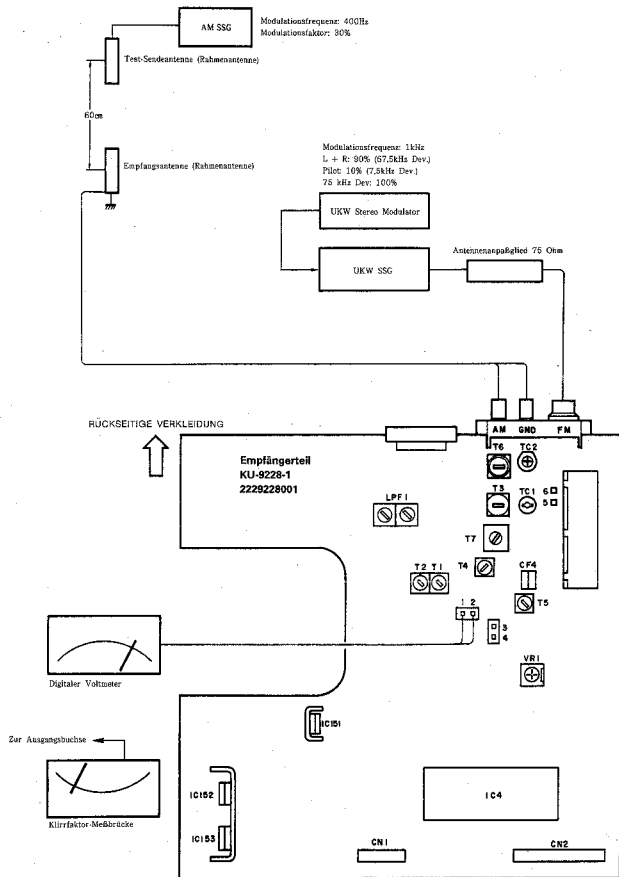 AM SSG
Modulationsfrequenz: 400Hz
Modulationsfaktor: 30%
Test-Sendeantenne (Rahmenantenne)
60cm
Empfangsantenne (Rahmenantenne)
Modulationsfrequenz: 1kHz
L + R: 90% (67,5kHz Dev.)
Pilot: 10% (7,5kHz Dev.)
75 kHz Dev: 100%
UKW Stereo Modulator
UKW SSG
Antennenanpaßglied 75 Ohm
RÜCKSEITIGE VERKLEIDUNG
AM GND FM
T6 TC2
Empfängerteil
KU-9228-1
2229228001
T3 TC1 6
5
LPF1
T7
T2 T1
T4
CF4
T5
1 2
3
4
VR1
Digitaler Voltmeter
IC151
Zur Ausgangsbuchse
Klirrfaktor-Meßbrücke
IC152
IC153
IC4
CN1
CN2